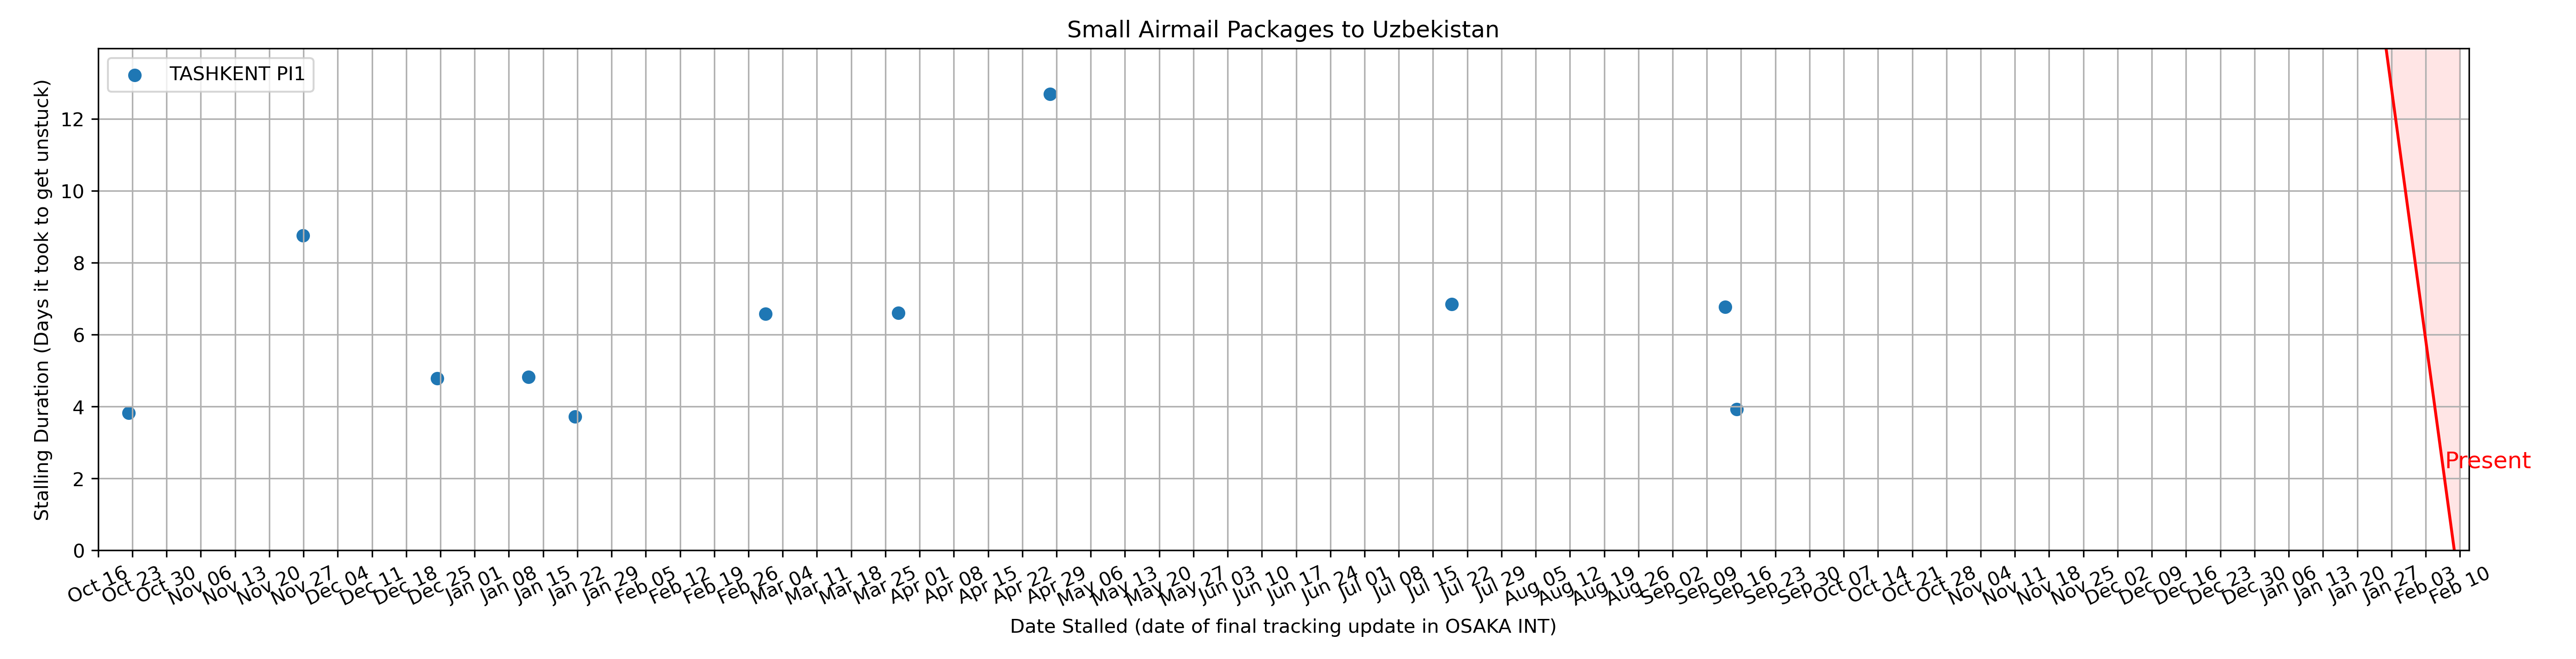 Small Airmail Packages to Uzbekistan
TASHKENT PI1
Stalling Duration (Days it took to get unstuck)
12
10
8
6
4
2
0
Present
Oct 16 Oct 23 Oct 30 Nov 06 Nov 13 Nov 20 Nov 27 Dec 04 Dec 11 Dec 18 Dec 25 Jan 01 Jan 08 Jan 15 Jan 22 Jan 29 Feb 05 Feb 12 Feb 19 Feb 26 Mar 04 Mar 11 Mar 18 Mar 25 Apr 01 Apr 08 Apr 15 Apr 22 Apr 29 May 06 May 13 May 20 May 27 Jun 03 Jun 10 Jun 17 Jun 24 Jul 01 Jul 08 Jul 15 Jul 22 Jul 29 Aug 05 Aug 12 Aug 19 Aug 26 Sep 02 Sep 09 Sep 16 Sep 23 Sep 30 Oct 07 Oct 14 Oct 21 Oct 28 Nov 04 Nov 11 Nov 18 Nov 25 Dec 02 Dec 09 Dec 16 Dec 23 Dec 30 Jan 06 Jan 13 Jan 20 Jan 27 Feb 03 Feb 10
Date Stalled (date of final tracking update in OSAKA INT)